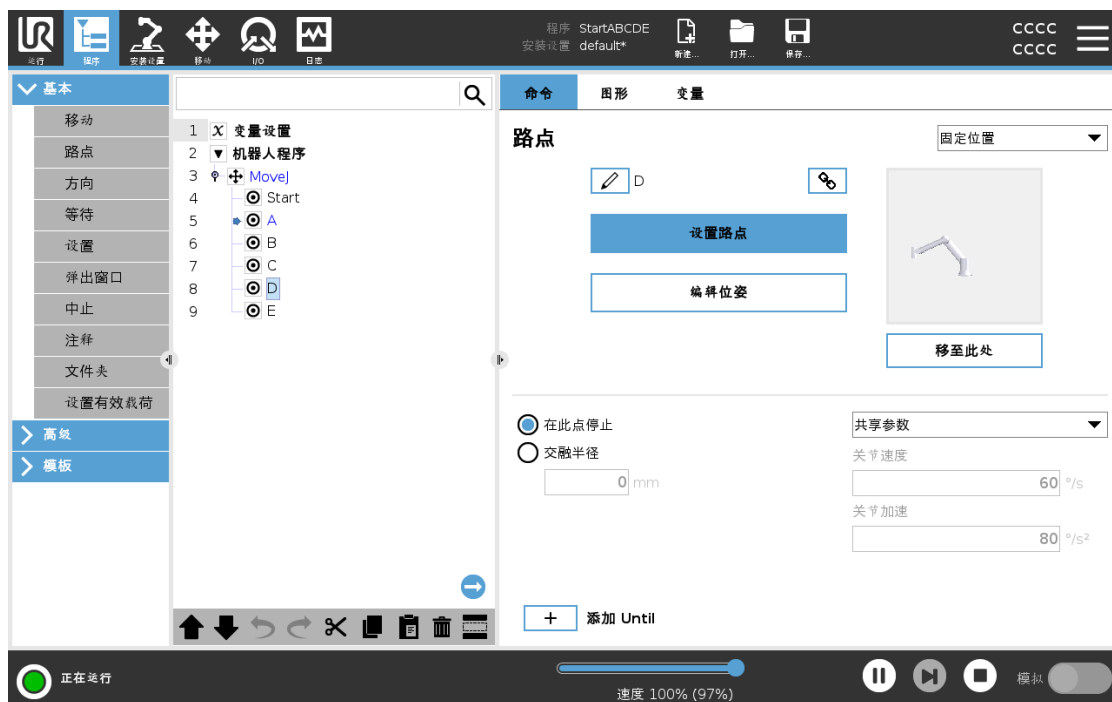 UR
运行
程序
安装设置
移动
I/O
日志
程序 StartABCDE
安装设置 default*
新建...
打开...
保存...
CCCC
CCCC
基本
移动
路点
方向
等待
设置
弹出窗口
中止
注释
文件夹
设置有效载荷
高级
模板
1 X 变量设置
2 机器人程序
3 MoveJ
4 Start
5 A
6 B
7 C
8 D
9 E
命令 图形 变量
路点
固定位置
D
设置路点
编辑位姿
移至此处
在此点停止
交融半径
0 mm
共享参数
关节速度
60 °/s
关节加速
80 °/s²
+ 添加 Until
正在运行
速度 100% (97%)
模拟